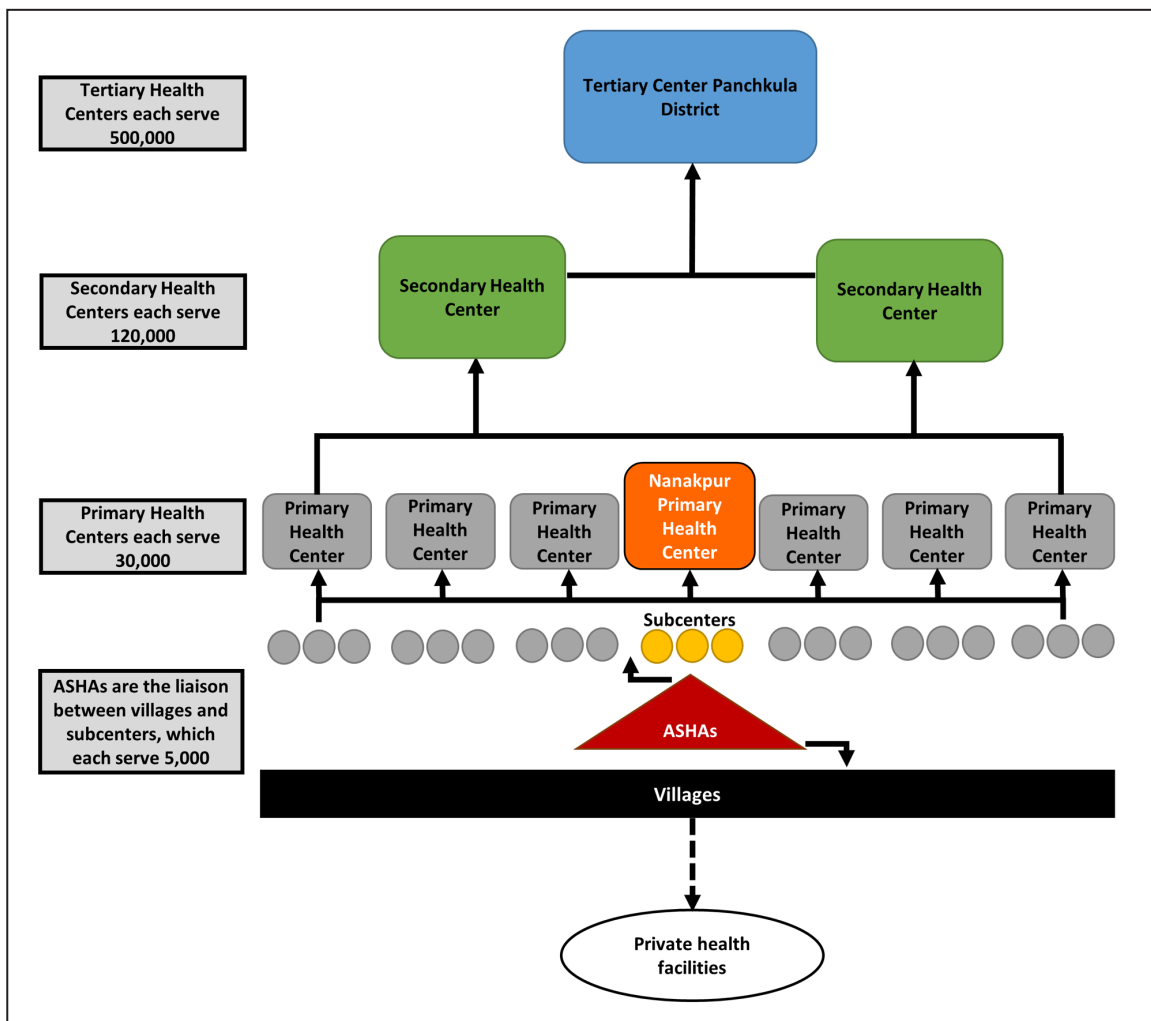 Tertiary Health
Centers each serve
500,000
Tertiary Center Panchkula
District
Secondary Health
Centers each serve
120,000
Secondary Health
Center
Secondary Health
Center
Primary Health
Centers each serve
30,000
Primary
Health
Center
Primary
Health
Center
Primary
Health
Center
Nanakpur
Primary
Health
Center
Primary
Health
Center
Primary
Health
Center
Primary
Health
Center
Subcenters
ASHAs are the liaison
between villages and
subcenters, which
each serve 5,000
ASHAs
Villages
Private health
facilities